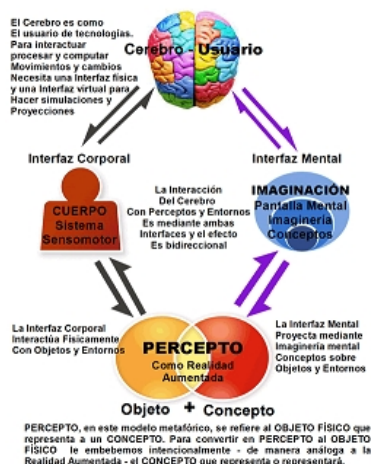 El Cerebro es como
El usuario de tecnologías.
Para interactuar
procesar y computar
Movimientos y cambios
Necesita una Interfaz física
y una Interfaz virtual para
Hacer simulaciones y
Proyecciones
Cerebro - Usuario
Interfaz Corporal
Interfaz Mental
CUERPO
Sistema
Sensomotor
La Interacción
Del Cerebro
Con Perceptos y Entornos
Es mediante ambas
Interfaces y el efecto
Es bidireccional
IMAGINACIÓN
Pantalla Mental
Imaginería
Conceptos
La Interfaz Corporal
Interactúa Físicamente
Con Objetos y Entornos
PERCEPTO
Como Realidad
Aumentada
La Interfaz Mental
Proyecta mediante
Imaginería mental
Conceptos sobre
Objetos y Entornos
Objeto + Concepto
PERCEPTO, en este modelo metafórico, se refiere al OBJETO FÍSICO que
representa a un CONCEPTO. Para convertir en PERCEPTO al OBJETO
FÍSICO le embebemos intencionalmente - de manera análoga a la
Realidad Aumentada - el CONCEPTO que representa o representará.